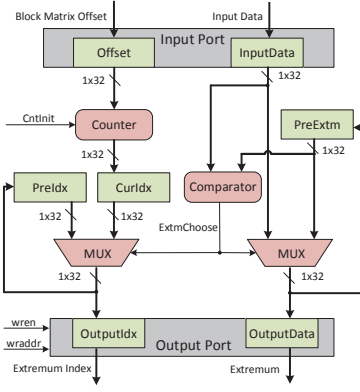 Block Matrix Offset
Input Data
Input Port
Offset
InputData
1x32
1x32
CntInit
Counter
PreExtm
1x32
1x32
PreIdx
CurIdx
Comparator
1x32
1x32
ExtmChoose
MUX
MUX
1x32
1x32
wren
OutputIdx
OutputData
wraddr
Output Port
Extremum Index
Extremum